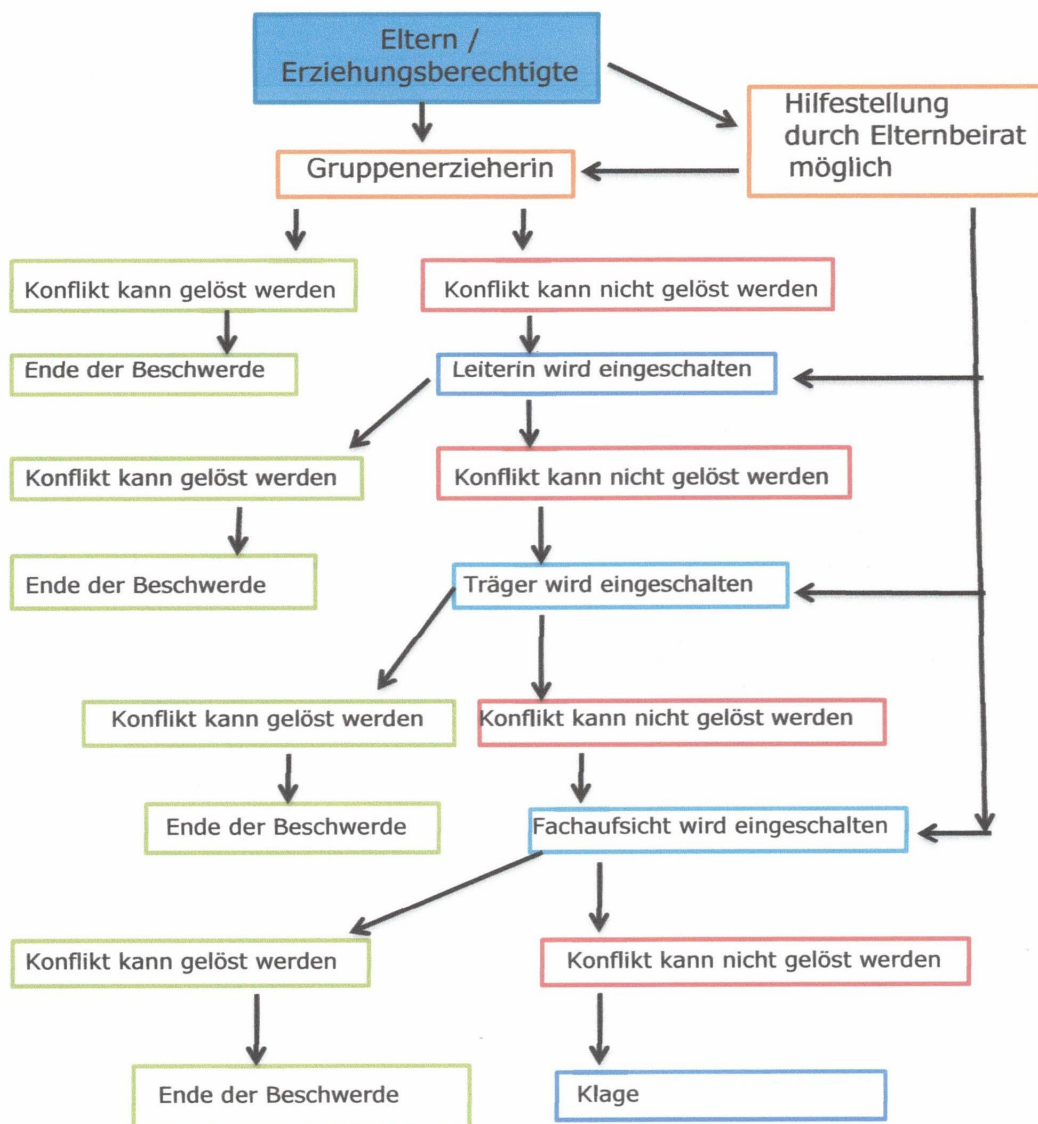 Eltern /
Erziehungsberechtigte
Hilfestellung
durch Elternbeirat
möglich
Gruppenerzieherin
Konflikt kann gelöst werden
Konflikt kann nicht gelöst werden
Ende der Beschwerde
Leiterin wird eingeschalten
Konflikt kann gelöst werden
Konflikt kann nicht gelöst werden
Ende der Beschwerde
Träger wird eingeschalten
Konflikt kann gelöst werden
Konflikt kann nicht gelöst werden
Ende der Beschwerde
Fachaufsicht wird eingeschalten
Konflikt kann gelöst werden
Konflikt kann nicht gelöst werden
Ende der Beschwerde
Klage